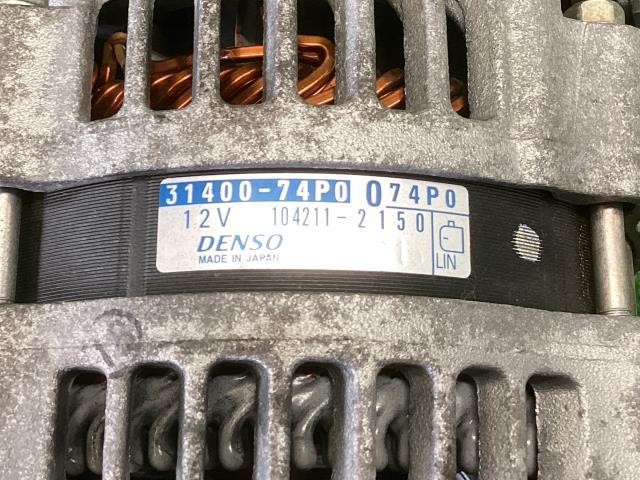 31400-74P0 074P0
12V 104211-2150
DENSO
MADE IN JAPAN
LIN